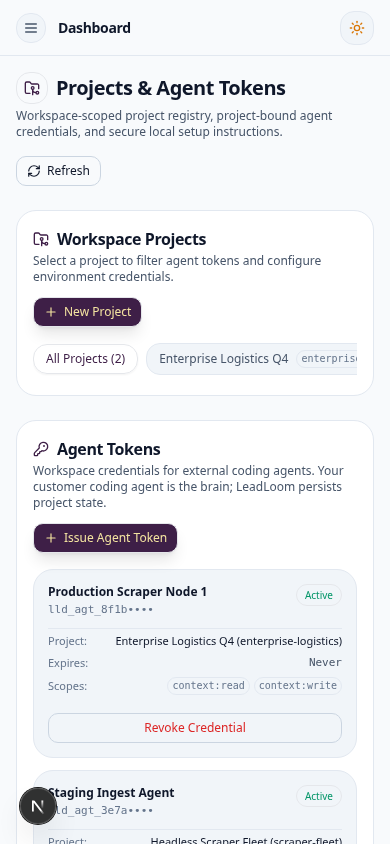 Dashboard
Projects & Agent Tokens
Workspace-scoped project registry, project-bound agent
credentials, and secure local setup instructions.
Refresh
Workspace Projects
Select a project to filter agent tokens and configure
environment credentials.
New Project
All Projects (2)
Enterprise Logistics Q4 enterprise
Agent Tokens
Workspace credentials for external coding agents. Your
customer coding agent is the brain; LeadLoom persists
project state.
Issue Agent Token
Production Scraper Node 1
Active
lld_agt_8f1b••••
Project: Enterprise Logistics Q4 (enterprise-logistics)
Expires: Never
Scopes: context:read context:write
Revoke Credential
Staging Ingest Agent
Active
lld_agt_3e7a••••
N
Project: Headless Scraper Fleet (scraper-fleet)